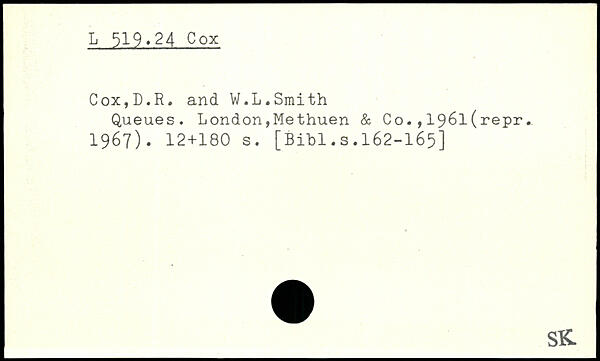 L 519.24 Cox
Cox,D.R. and W.L.Smith
Queues. London,Methuen & Co.,1961(repr.
1967). 12+180 s. [Bibl.s.162-165]
SK